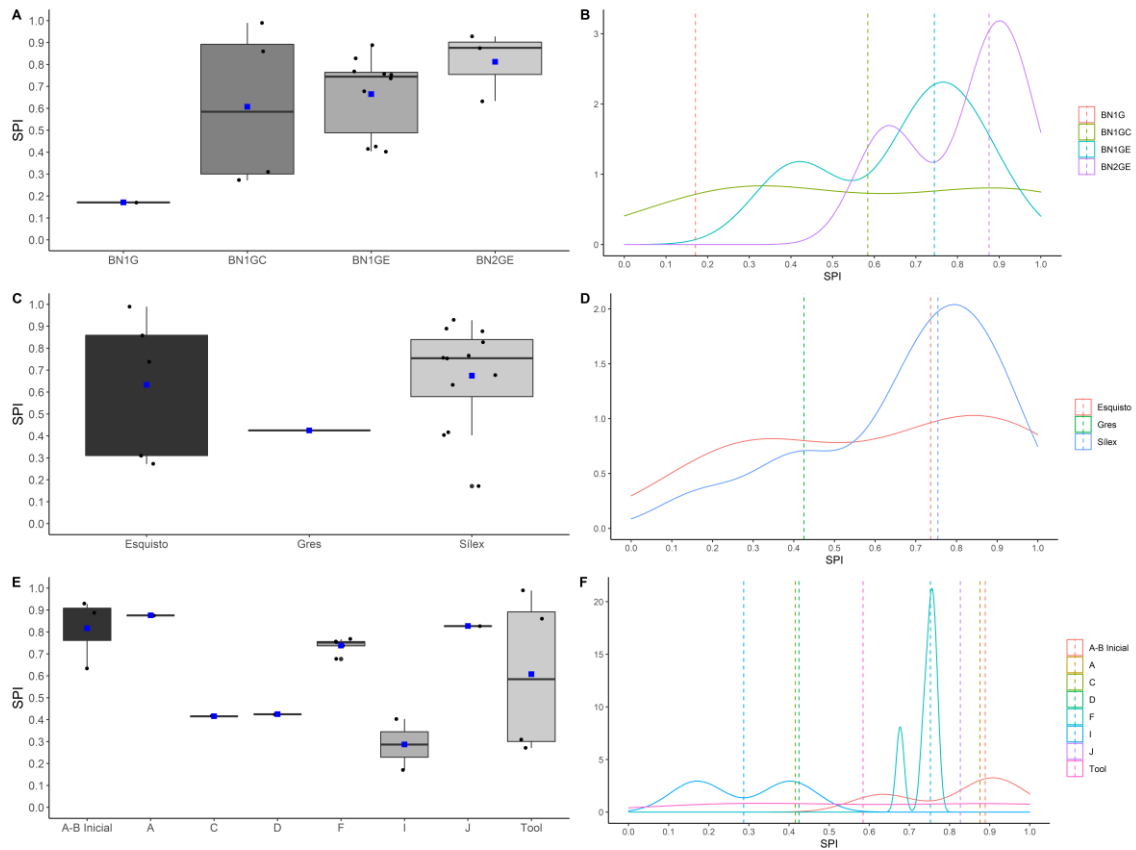 A
SPI
1.0
0.9
0.8
0.7
0.6
0.5
0.4
0.3
0.2
0.1
0.0
BN1G BN1GC BN1GE BN2GE
B
3
2
1
0
0.0 0.1 0.2 0.3 0.4 0.5 0.6 0.7 0.8 0.9 1.0
SPI
BN1G
BN1GC
BN1GE
BN2GE
C
SPI
1.0
0.9
0.8
0.7
0.6
0.5
0.4
0.3
0.2
0.1
0.0
Esquisto Gres Sílex
D
2.0
1.5
1.0
0.5
0.0
0.0 0.1 0.2 0.3 0.4 0.5 0.6 0.7 0.8 0.9 1.0
SPI
Esquisto
Gres
Sílex
E
SPI
1.0
0.9
0.8
0.7
0.6
0.5
0.4
0.3
0.2
0.1
0.0
A-B Inicial A C D F I J Tool
F
20
15
10
5
0
0.0 0.1 0.2 0.3 0.4 0.5 0.6 0.7 0.8 0.9 1.0
SPI
A-B Inicial
A
C
D
F
I
J
Tool